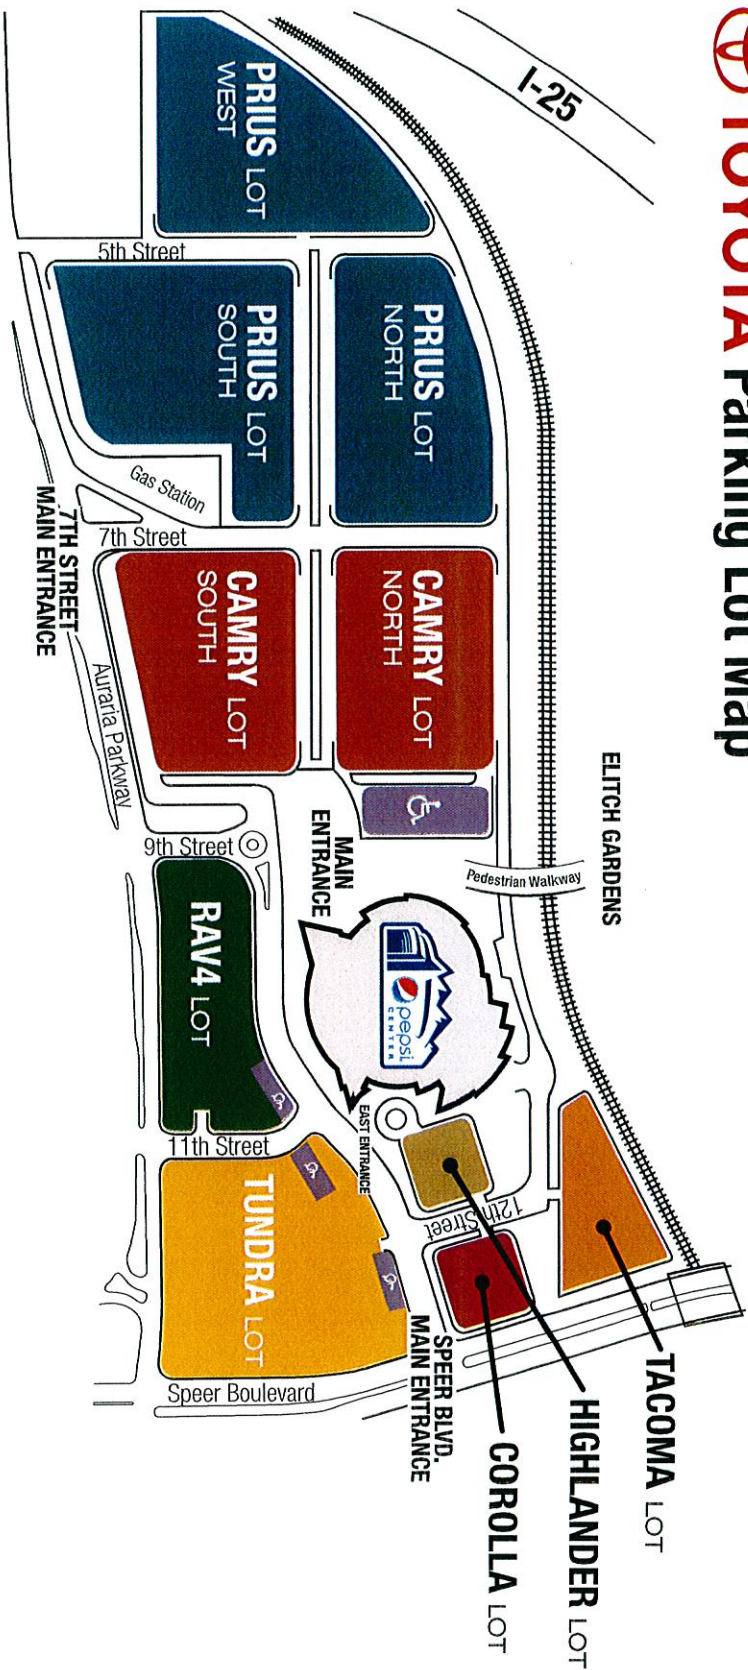 TOYOTA Parking Lot Map
I-25
ELITCH GARDENS
Pedestrian Walkway
TACOMA LOT
HIGHLANDER LOT
COROLLA LOT
PRIUS LOT
WEST
PRIUS LOT
NORTH
CAMRY LOT
NORTH
MAIN
ENTRANCE
pepsi
CENTER
EAST ENTRANCE
12th Street
SPEER BLVD.
MAIN ENTRANCE
5th Street
PRIUS LOT
SOUTH
Gas Station
7th Street
CAMRY LOT
SOUTH
9th Street
RAV4 LOT
11th Street
TUNDRA LOT
Speer Boulevard
7TH STREET
MAIN ENTRANCE
Auraria Parkway